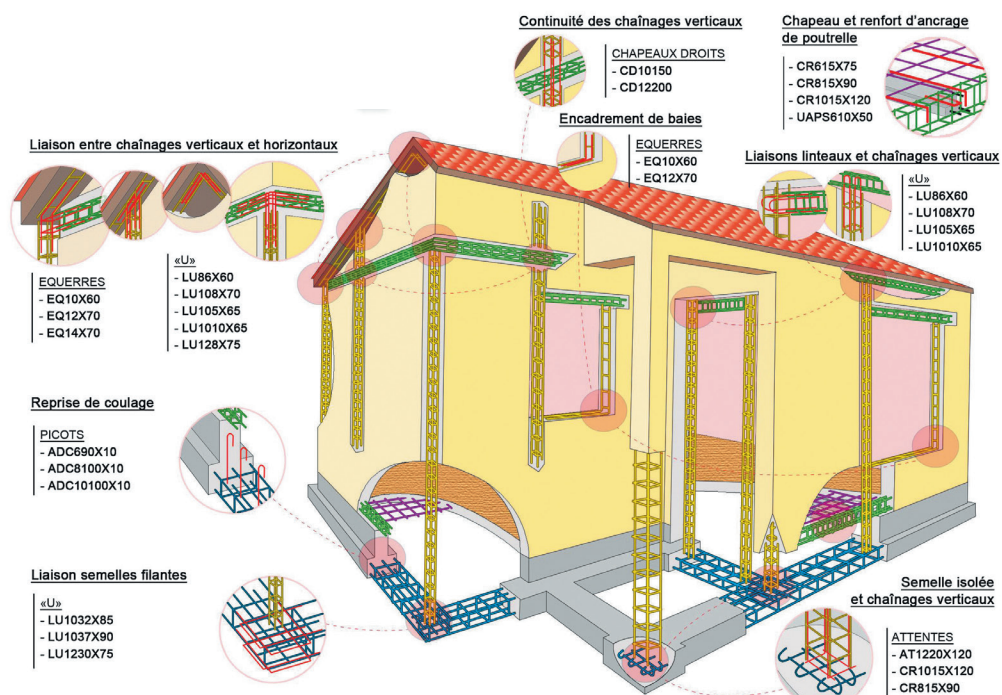 Continuité des chaînages verticaux
CHAPEAUX DROITS
- CD10150
- CD12200
Chapeau et renfort d'ancrage
de poutrelle
- CR615X75
- CR815X90
- CR1015X120
- UAPS610X50
Encadrement de baies
EQUERRES
- EQ10X60
- EQ12X70
Liaison entre chaînages verticaux et horizontaux
EQUERRES
- EQ10X60
- EQ12X70
- EQ14X70
«U»
- LU86X60
- LU108X70
- LU105X65
- LU1010X65
- LU128X75
Liaisons linteaux et chaînages verticaux
«U»
- LU86X60
- LU108X70
- LU105X65
- LU1010X65
Reprise de coulage
PICOTS
- ADC690X10
- ADC8100X10
- ADC10100X10
Liaison semelles filantes
«U»
- LU1032X85
- LU1037X90
- LU1230X75
Semelle isolée
et chaînages verticaux
ATTENTES
- AT1220X120
- CR1015X120
- CR815X90